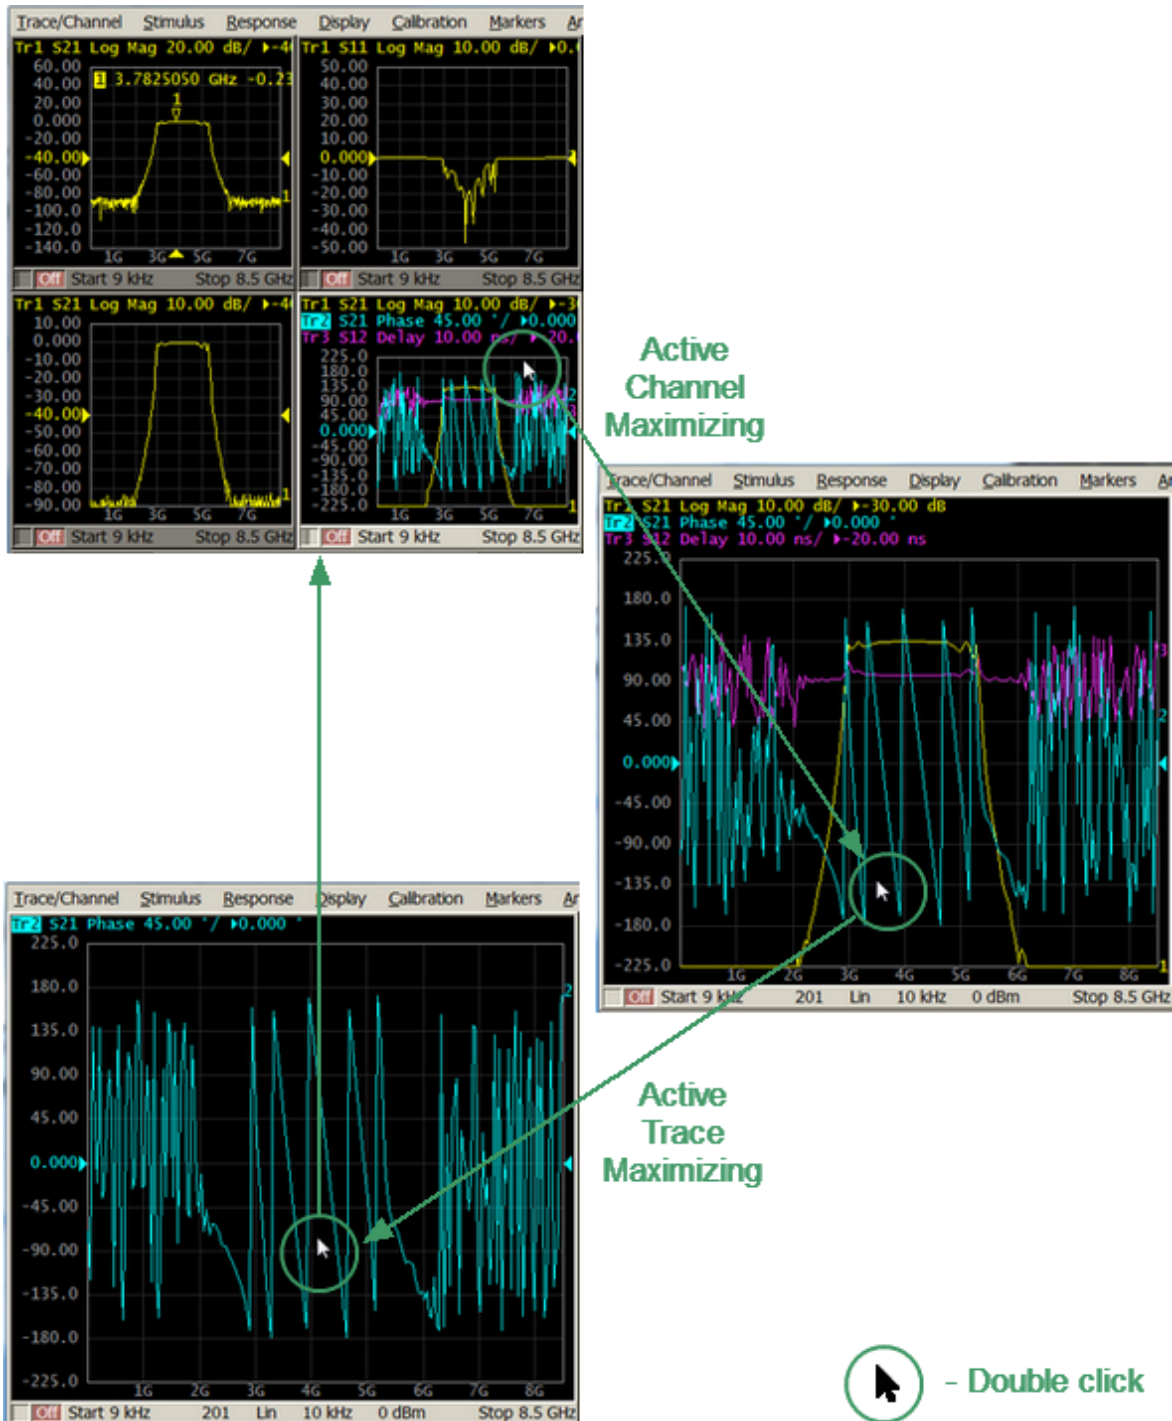 Trace/Channel Stimulus Response Display Calibration Markers
Tr1 S21 Log Mag 20.00 dB/
60.00
40.00
20.00
0.000
-20.00
-40.00
-60.00
-80.00
-100.0
-120.0
-140.0
1 3.7825050 GHz -0.23
1
1
1G 3G 5G 7G
Off Start 9 kHz Stop 8.5 GHz
Tr1 S11 Log Mag 10.00 dB/
50.00
40.00
30.00
20.00
10.00
0.000
-10.00
-20.00
-30.00
-40.00
-50.00
1G 3G 5G 7G
Off Start 9 kHz Stop 8.5 GHz
Tr1 S21 Log Mag 10.00 dB/
10.00
0.000
-10.00
-20.00
-30.00
-40.00
-50.00
-60.00
-70.00
-80.00
-90.00
1
1G 3G 5G 7G
Off Start 9 kHz Stop 8.5 GHz
Tr1 S21 Log Mag 10.00 dB/
Tr2 S21 Phase 45.00 °/ 0.000
Tr3 S12 Delay 10.00 ns/
225.0
180.0
135.0
90.00
45.00
0.000
-45.00
-90.00
-135.0
-180.0
-225.0
1G 3G 5G 7G
Off Start 9 kHz Stop 8.5 GHz
Active
Channel
Maximizing
Trace/Channel Stimulus Response Display Calibration Markers
Tr1 S21 Log Mag 10.00 dB/ -30.00 dB
Tr2 S21 Phase 45.00 °/ 0.000 °
Tr3 S12 Delay 10.00 ns/ -20.00 ns
225.0
180.0
135.0
90.00
45.00
0.000
-45.00
-90.00
-135.0
-180.0
-225.0
3
2
1
1G 2G 3G 4G 5G 6G 7G 8G
Off Start 9 kHz 201 Lin 10 kHz 0 dBm Stop 8.5 GHz
Trace/Channel Stimulus Response Display Calibration Markers
Tr2 S21 Phase 45.00 °/ 0.000 °
225.0
180.0
135.0
90.00
45.00
0.000
-45.00
-90.00
-135.0
-180.0
-225.0
2
1G 2G 3G 4G 5G 6G 7G 8G
Off Start 9 kHz 201 Lin 10 kHz 0 dBm Stop 8.5 GHz
Active
Trace
Maximizing
- Double click